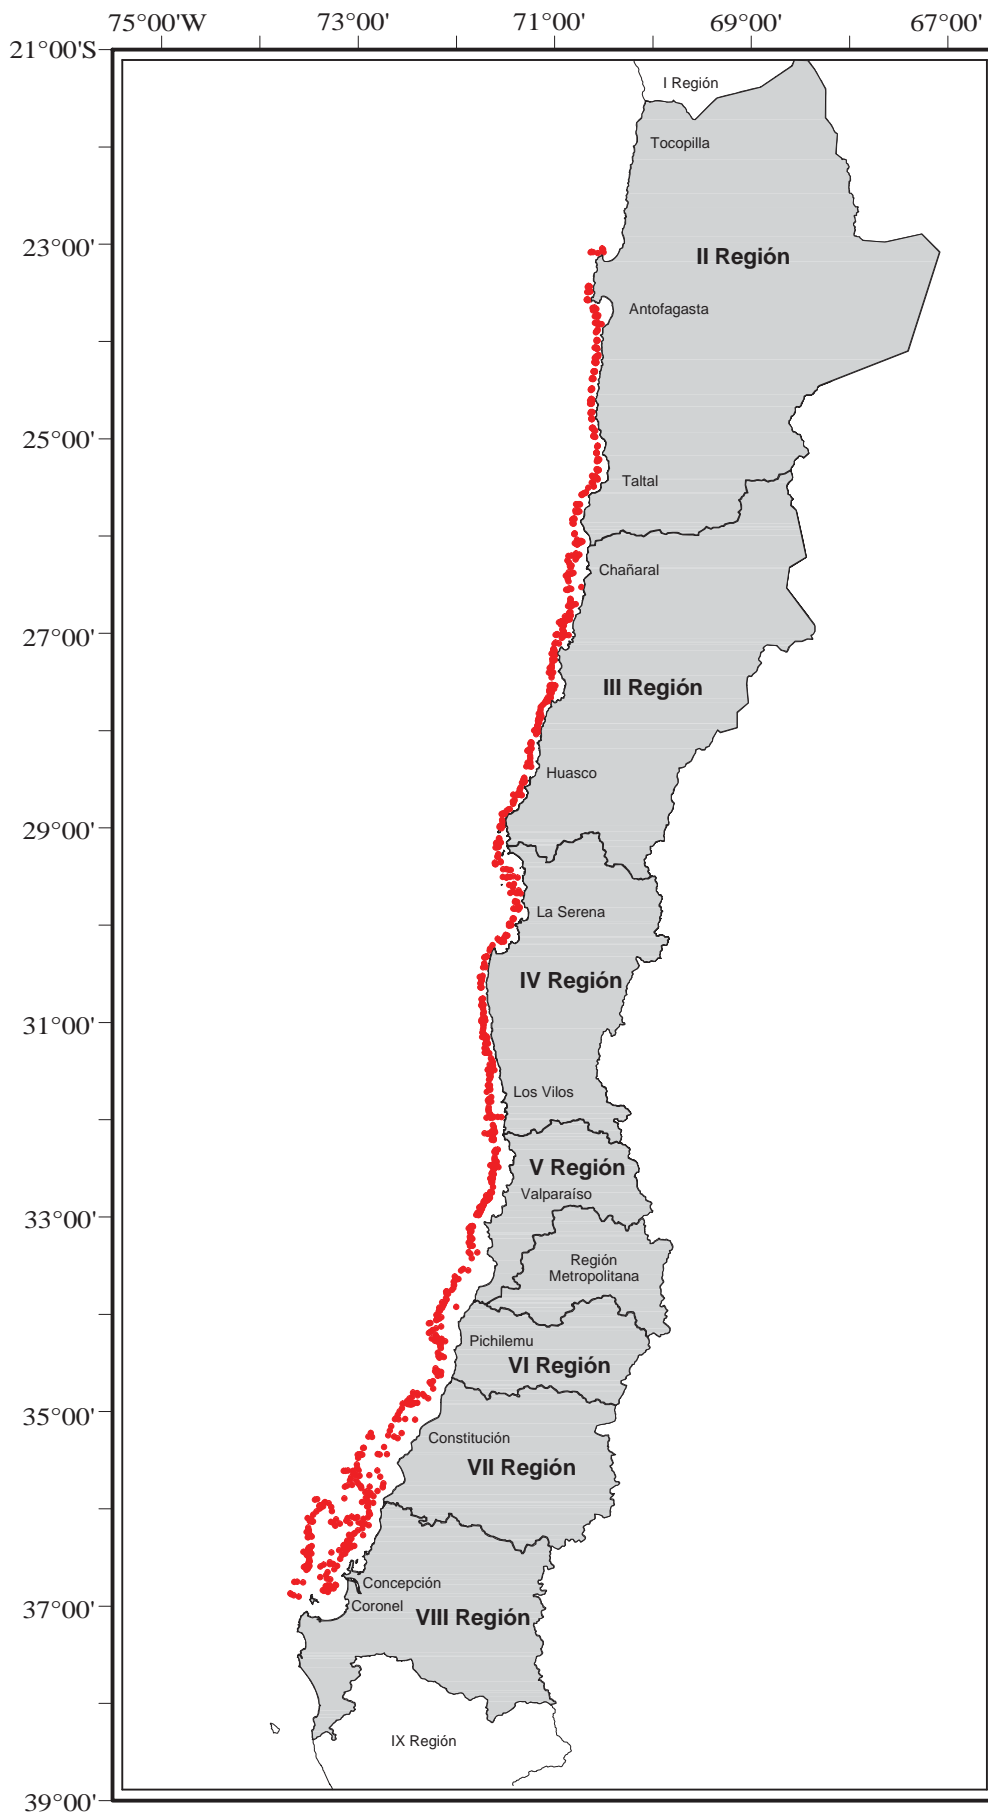 75°00'W 73°00' 71°00' 69°00' 67°00'
21°00'S
I Región
Tocopilla
23°00'
II Región
Antofagasta
25°00'
Taltal
Chañaral
27°00'
III Región
Huasco
29°00'
La Serena
IV Región
31°00'
Los Vilos
V Región
Valparaíso
33°00'
Región
Metropolitana
Pichilemu
VI Región
35°00'
Constitución
VII Región
Concepción
37°00'
Coronel
VIII Región
IX Región
39°00'